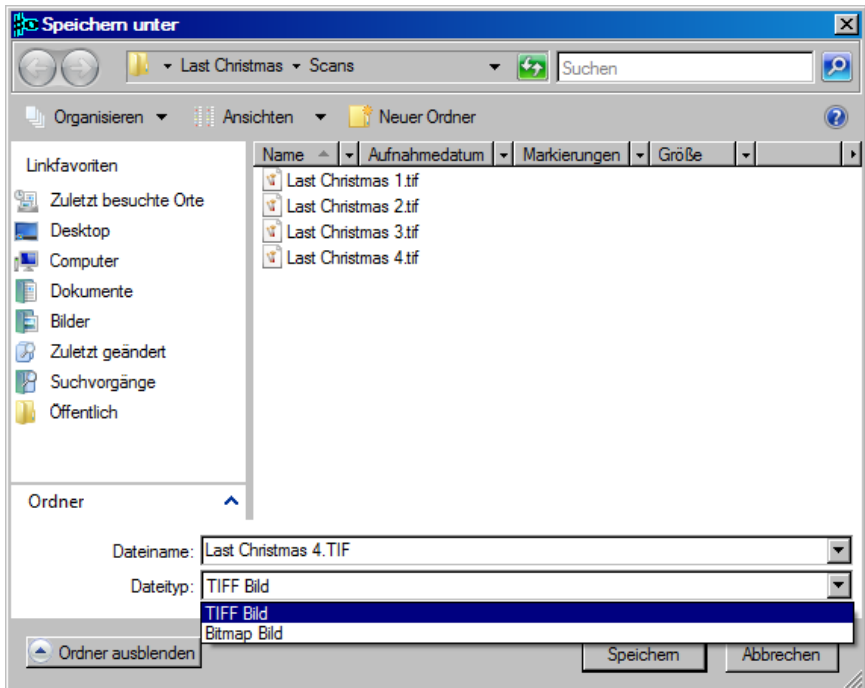 Speichern unter
Last Christmas Scans
Suchen
Organisieren Ansichten Neuer Ordner
Linkfavoriten
Zuletzt besuchte Orte
Desktop
Computer
Dokumente
Bilder
Zuletzt geändert
Suchvorgänge
Öffentlich
Ordner
Name Aufnahmedatum Markierungen Größe
Last Christmas 1.tif
Last Christmas 2.tif
Last Christmas 3.tif
Last Christmas 4.tif
Dateiname: Last Christmas 4.TIF
Dateityp: TIFF Bild
TIFF Bild
Bitmap Bild
Ordner ausblenden Speichern Abbrechen